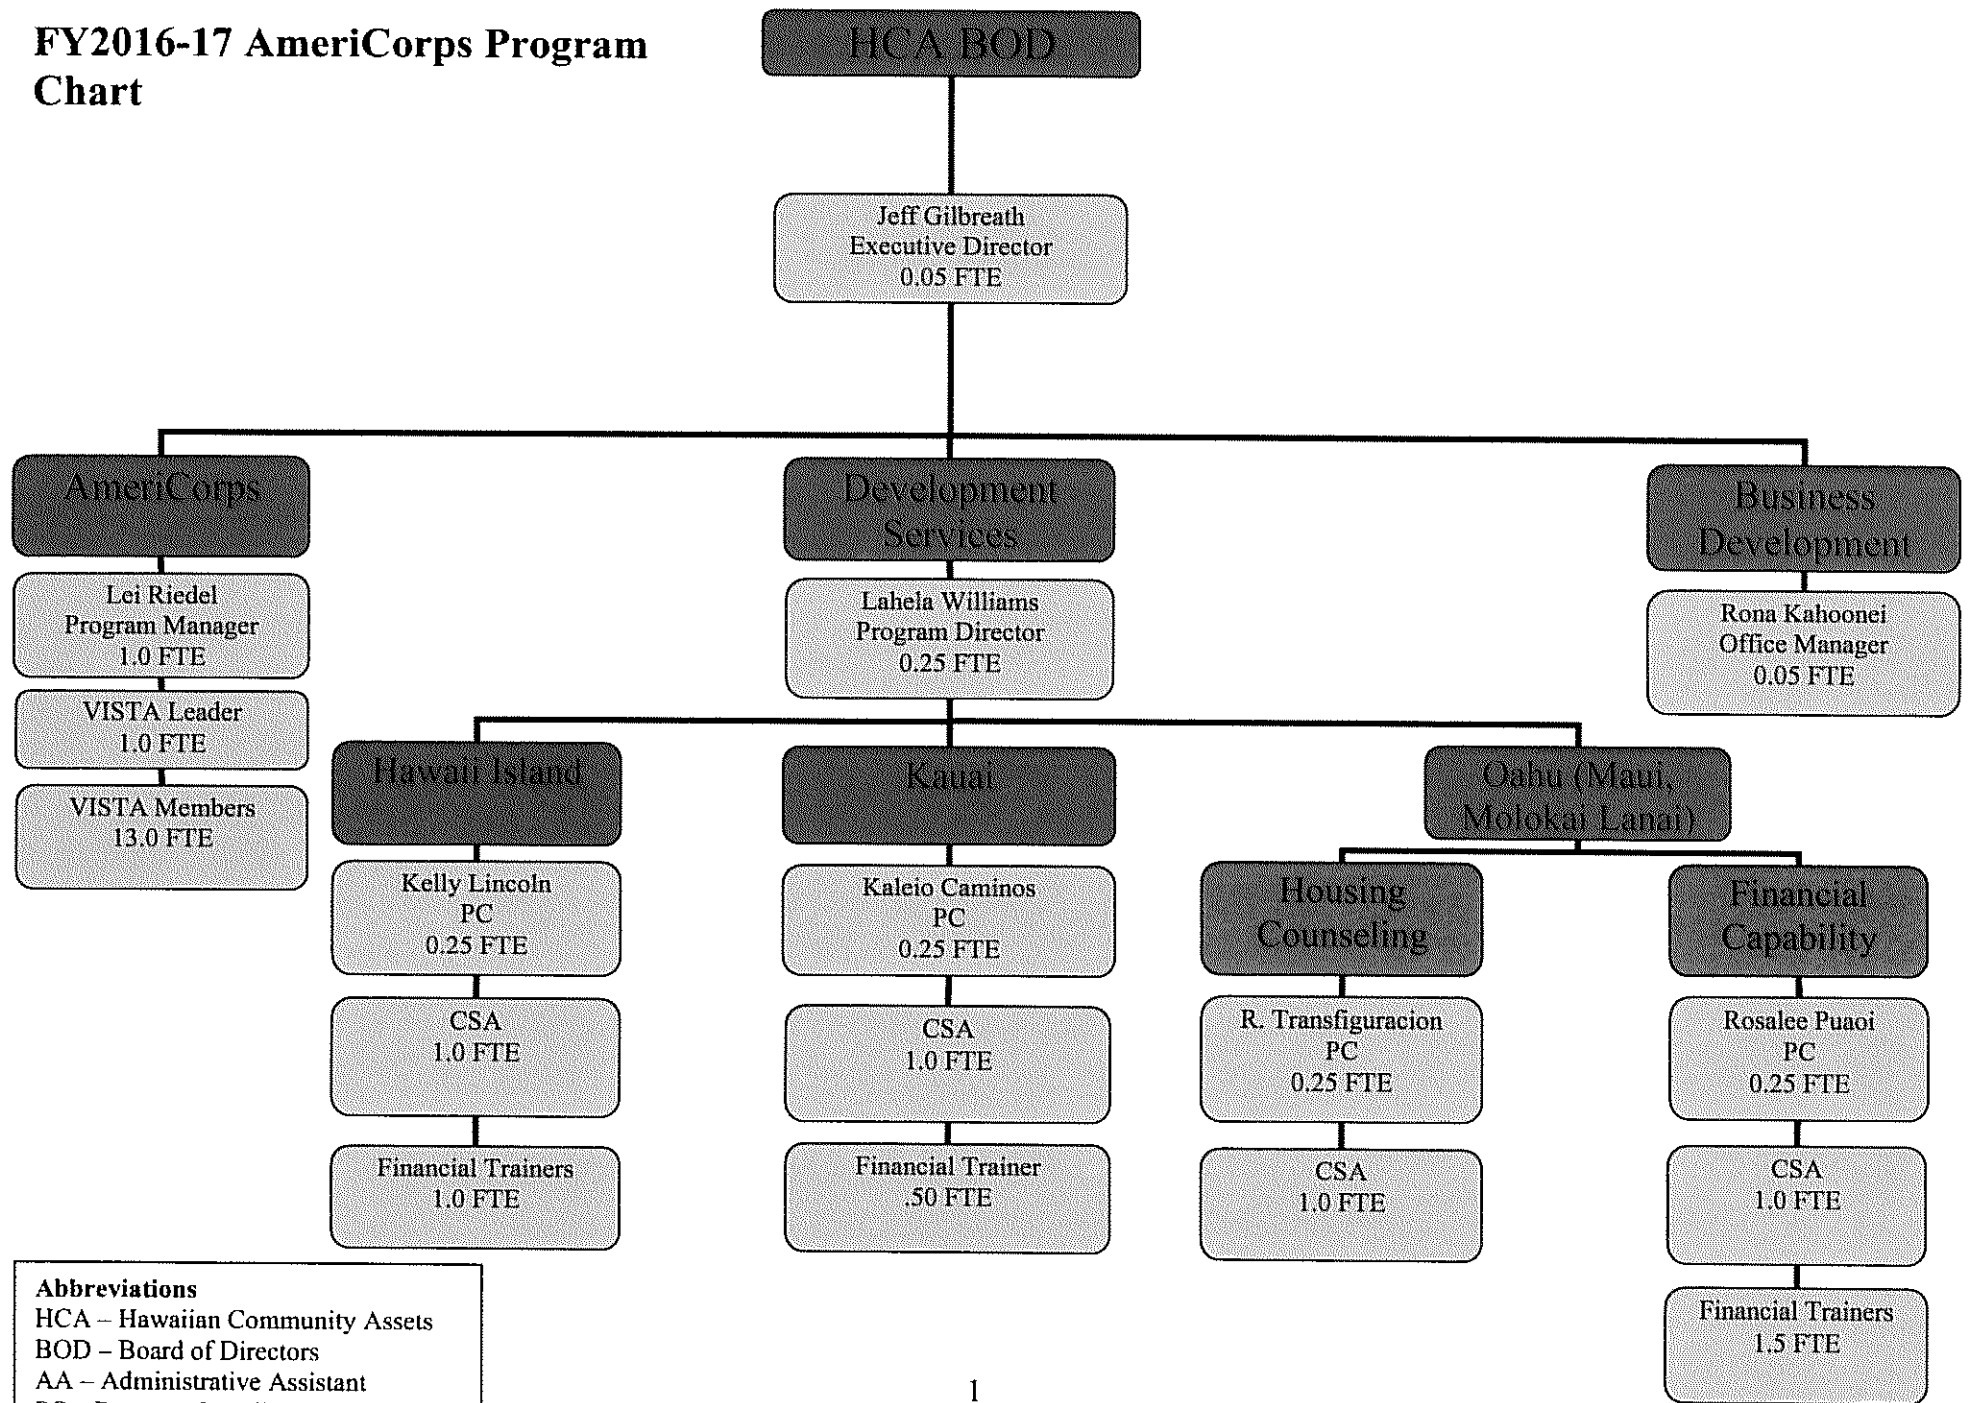 FY2016-17 AmeriCorps Program
Chart
HCA BOD
Jeff Gilbreath
Executive Director
0.05 FTE
AmeriCorps
Lei Riedel
Program Manager
1.0 FTE
VISTA Leader
1.0 FTE
VISTA Members
13.0 FTE
Development
Services
Lahela Williams
Program Director
0.25 FTE
Business
Development
Rona Kahoonei
Office Manager
0.05 FTE
Hawaii Island
Kelly Lincoln
PC
0.25 FTE
CSA
1.0 FTE
Financial Trainers
1.0 FTE
Kauai
Kaleio Caminos
PC
0.25 FTE
CSA
1.0 FTE
Financial Trainer
.50 FTE
Oahu (Maui,
Molokai Lanai)
Housing
Counseling
R. Transfiguracion
PC
0.25 FTE
CSA
1.0 FTE
Financial
Capability
Rosalee Puaoi
PC
0.25 FTE
CSA
1.0 FTE
Financial Trainers
1.5 FTE
Abbreviations
HCA – Hawaiian Community Assets
BOD – Board of Directors
AA – Administrative Assistant
1